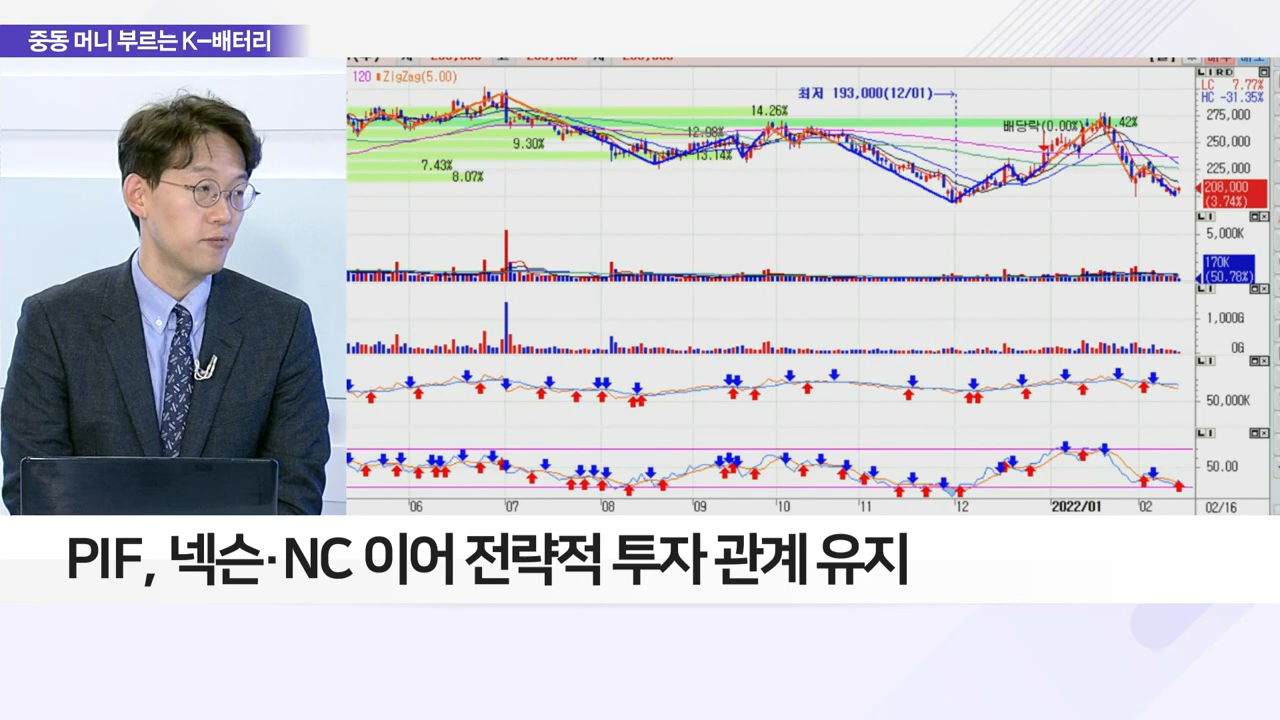 중동 머니 부르는 K-배터리
120 ZigZag(5.00)
최저 193,000(12/01)
LC 7.77%
HC -31.35%
14.26%
배당락(0.00%)
.42%
275,000
250,000
12.98%
9.30%
13.14%
7.43%
8.07%
225,000
208,000
(3.74%)
5,000K
170K
(50.78%)
1,000G
0G
50,000K
50.00
06 07 08 09 10 11 12 2022/01 02 02/16
PIF, 넥슨·NC 이어 전략적 투자 관계 유지